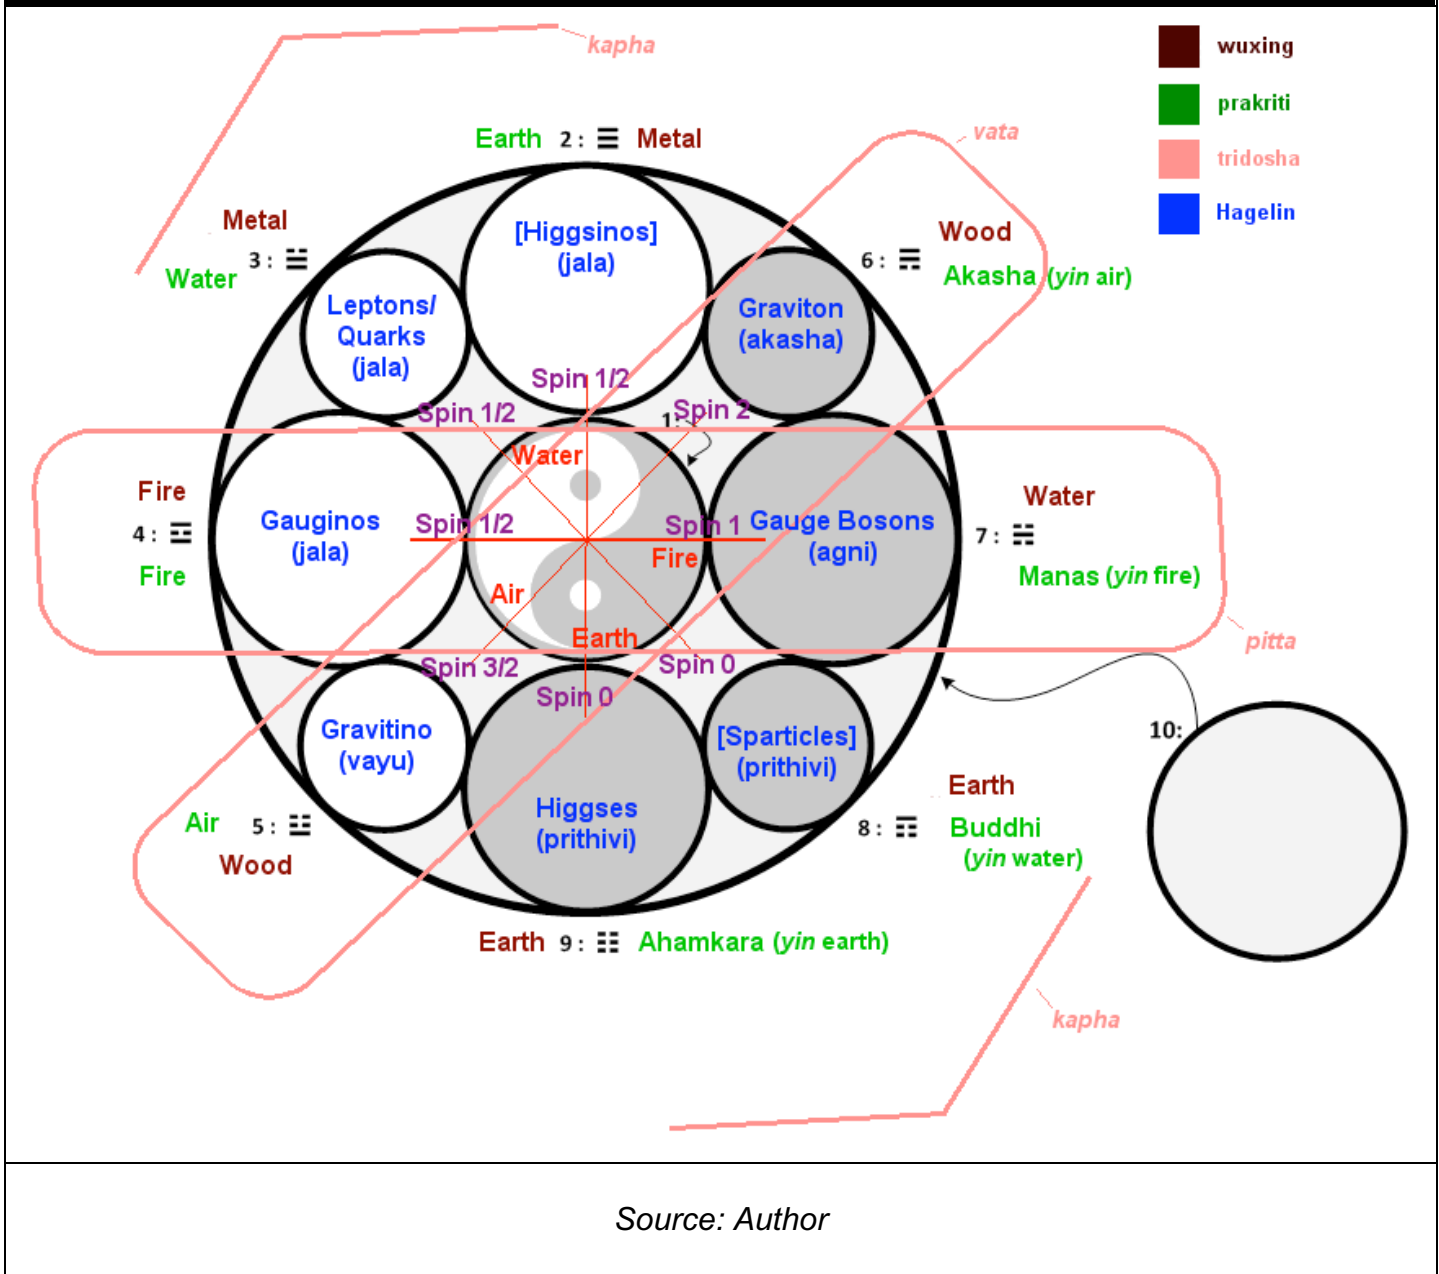 kapha
wuxing
prakriti
tridosha
Hagelin
vata
Earth 2: ☰ Metal
Metal
3: ☱
Water
Wood
6: ☴
Akasha (yin air)
[Higgsinos]
(jala)
Leptons/
Quarks
(jala)
Graviton
(akasha)
Spin 1/2
Spin 1/2
1:
Spin 2
Water
Fire
4: ☲
Fire
Gauginos
(jala)
Spin 1/2
Spin 1
Gauge Bosons
(agni)
Fire
Air
Earth
Water
7: ☵
Manas (yin fire)
pitta
Spin 3/2
Spin 0
Spin 0
Gravitino
(vayu)
Higgses
(prithivi)
[Sparticles]
(prithivi)
10:
Air 5: ☳
Wood
Earth
8: ☶
Buddhi
(yin water)
Earth 9: ☷ Ahamkara (yin earth)
kapha
Source: Author